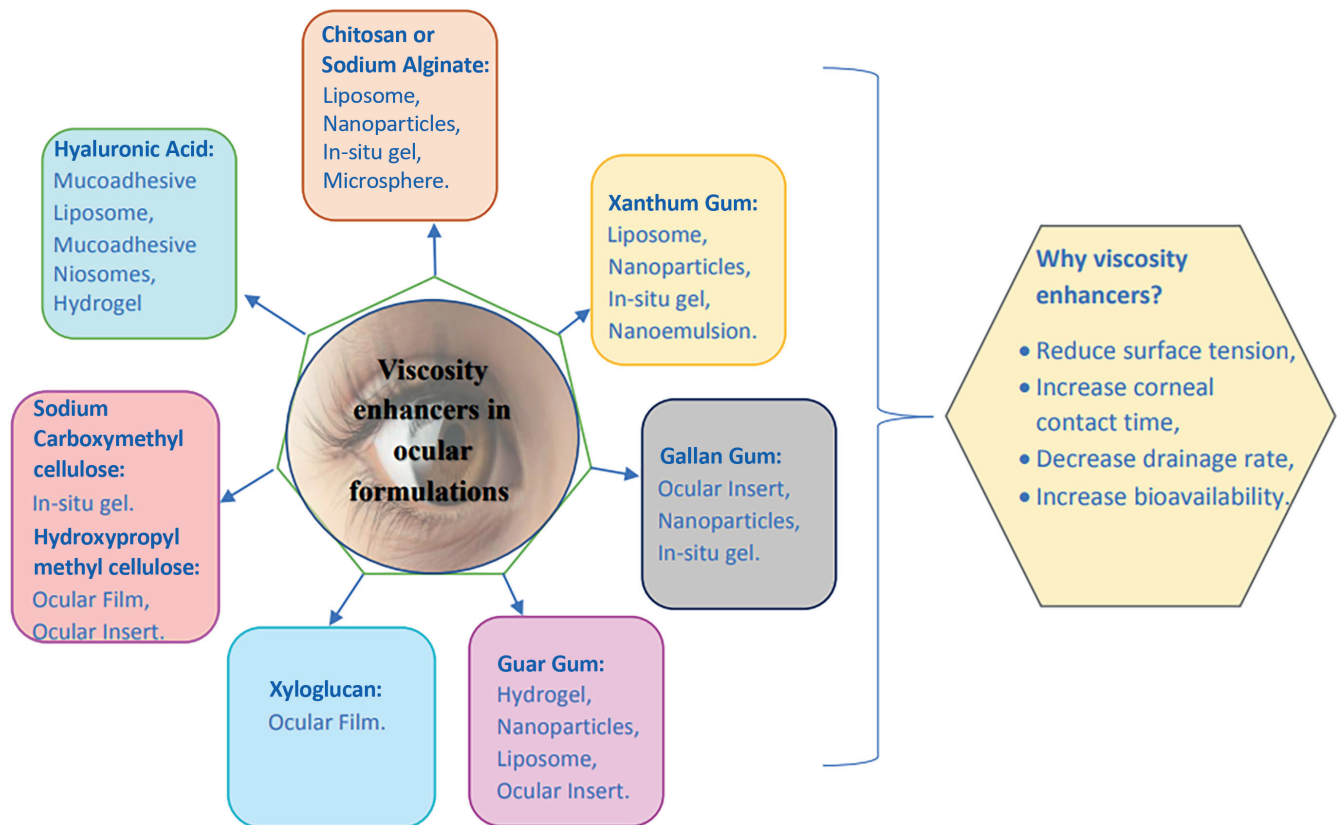 Chitosan or
Sodium Alginate:
Liposome,
Nanoparticles,
In-situ gel,
Microsphere.
Hyaluronic Acid:
Mucoadhesive
Liposome,
Mucoadhesive
Niosomes,
Hydrogel
Xanthum Gum:
Liposome,
Nanoparticles,
In-situ gel,
Nanoemulsion.
Viscosity
enhancers in
ocular
formulations
Sodium
Carboxymethyl
cellulose:
In-situ gel.
Hydroxypropyl
methyl cellulose:
Ocular Film,
Ocular Insert.
Gallan Gum:
Ocular Insert,
Nanoparticles,
In-situ gel.
Xyloglucan:
Ocular Film.
Guar Gum:
Hydrogel,
Nanoparticles,
Liposome,
Ocular Insert.
Why viscosity
enhancers?
• Reduce surface tension,
• Increase corneal
contact time,
• Decrease drainage rate,
• Increase bioavailability.